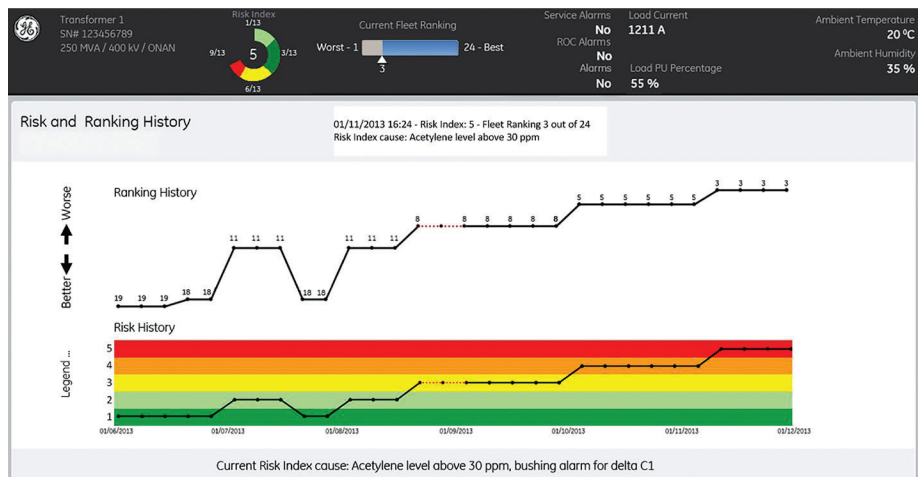 Transformer 1
SN# 123456789
250 MVA / 400 kV / ONAN
Risk Index
1/13
9/13
5
3/13
6/13
Current Fleet Ranking
Worst - 1
24 - Best
3
Service Alarms
No
ROC Alarms
No
Alarms
No
Load Current
1211 A
Load PU Percentage
55 %
Ambient Temperature
20 ºC
Ambient Humidity
35 %
Risk and Ranking History
01/11/2013 16:24 - Risk Index: 5 - Fleet Ranking 3 out of 24
Risk Index cause: Acetylene level above 30 ppm
Ranking History
Better
Worse
19 19 19 18 18 11 11 11 18 18 11 11 11 8 8 8 8 8 8 5 5 5 5 5 5 3 3 3 3
Risk History
Legend ...
5
4
3
2
1
01/06/2013 01/07/2013 01/08/2013 01/09/2013 01/10/2013 01/11/2013 01/12/2013
Current Risk Index cause: Acetylene level above 30 ppm, bushing alarm for delta C1